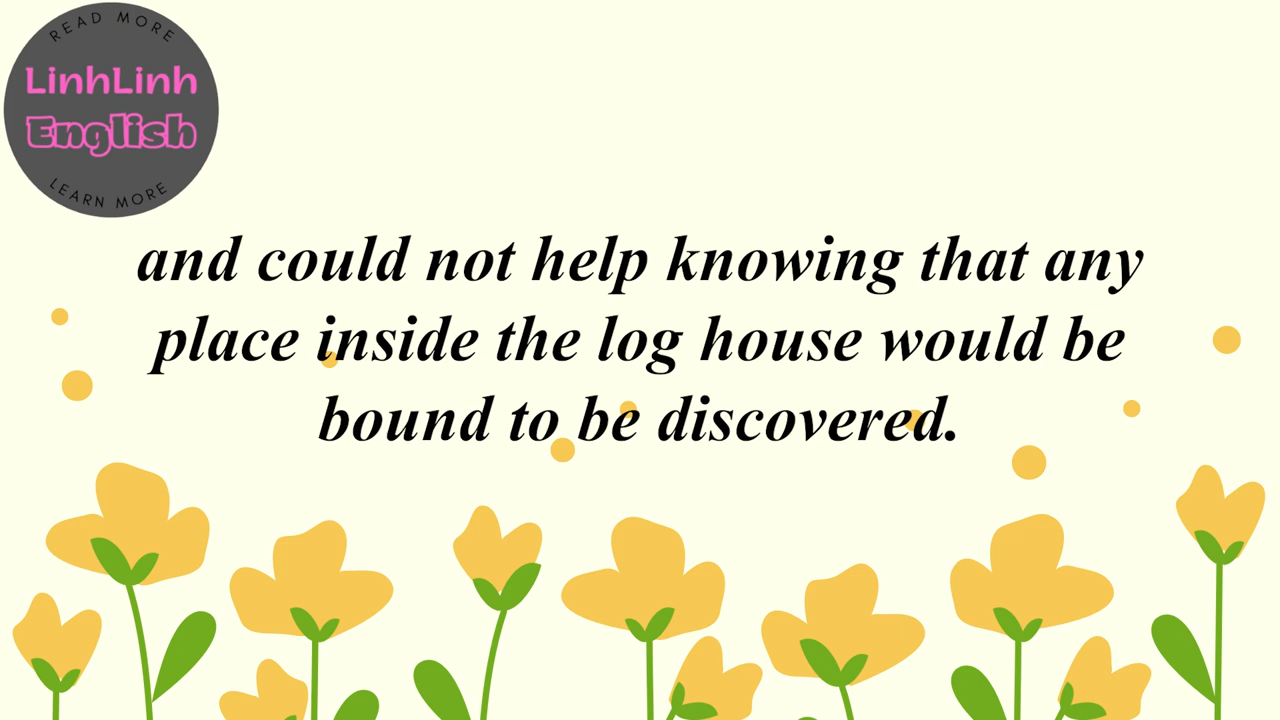 READ MORE
LinhLinh
English
LEARN MORE
and could not help knowing that any
place inside the log house would be
bound to be discovered.